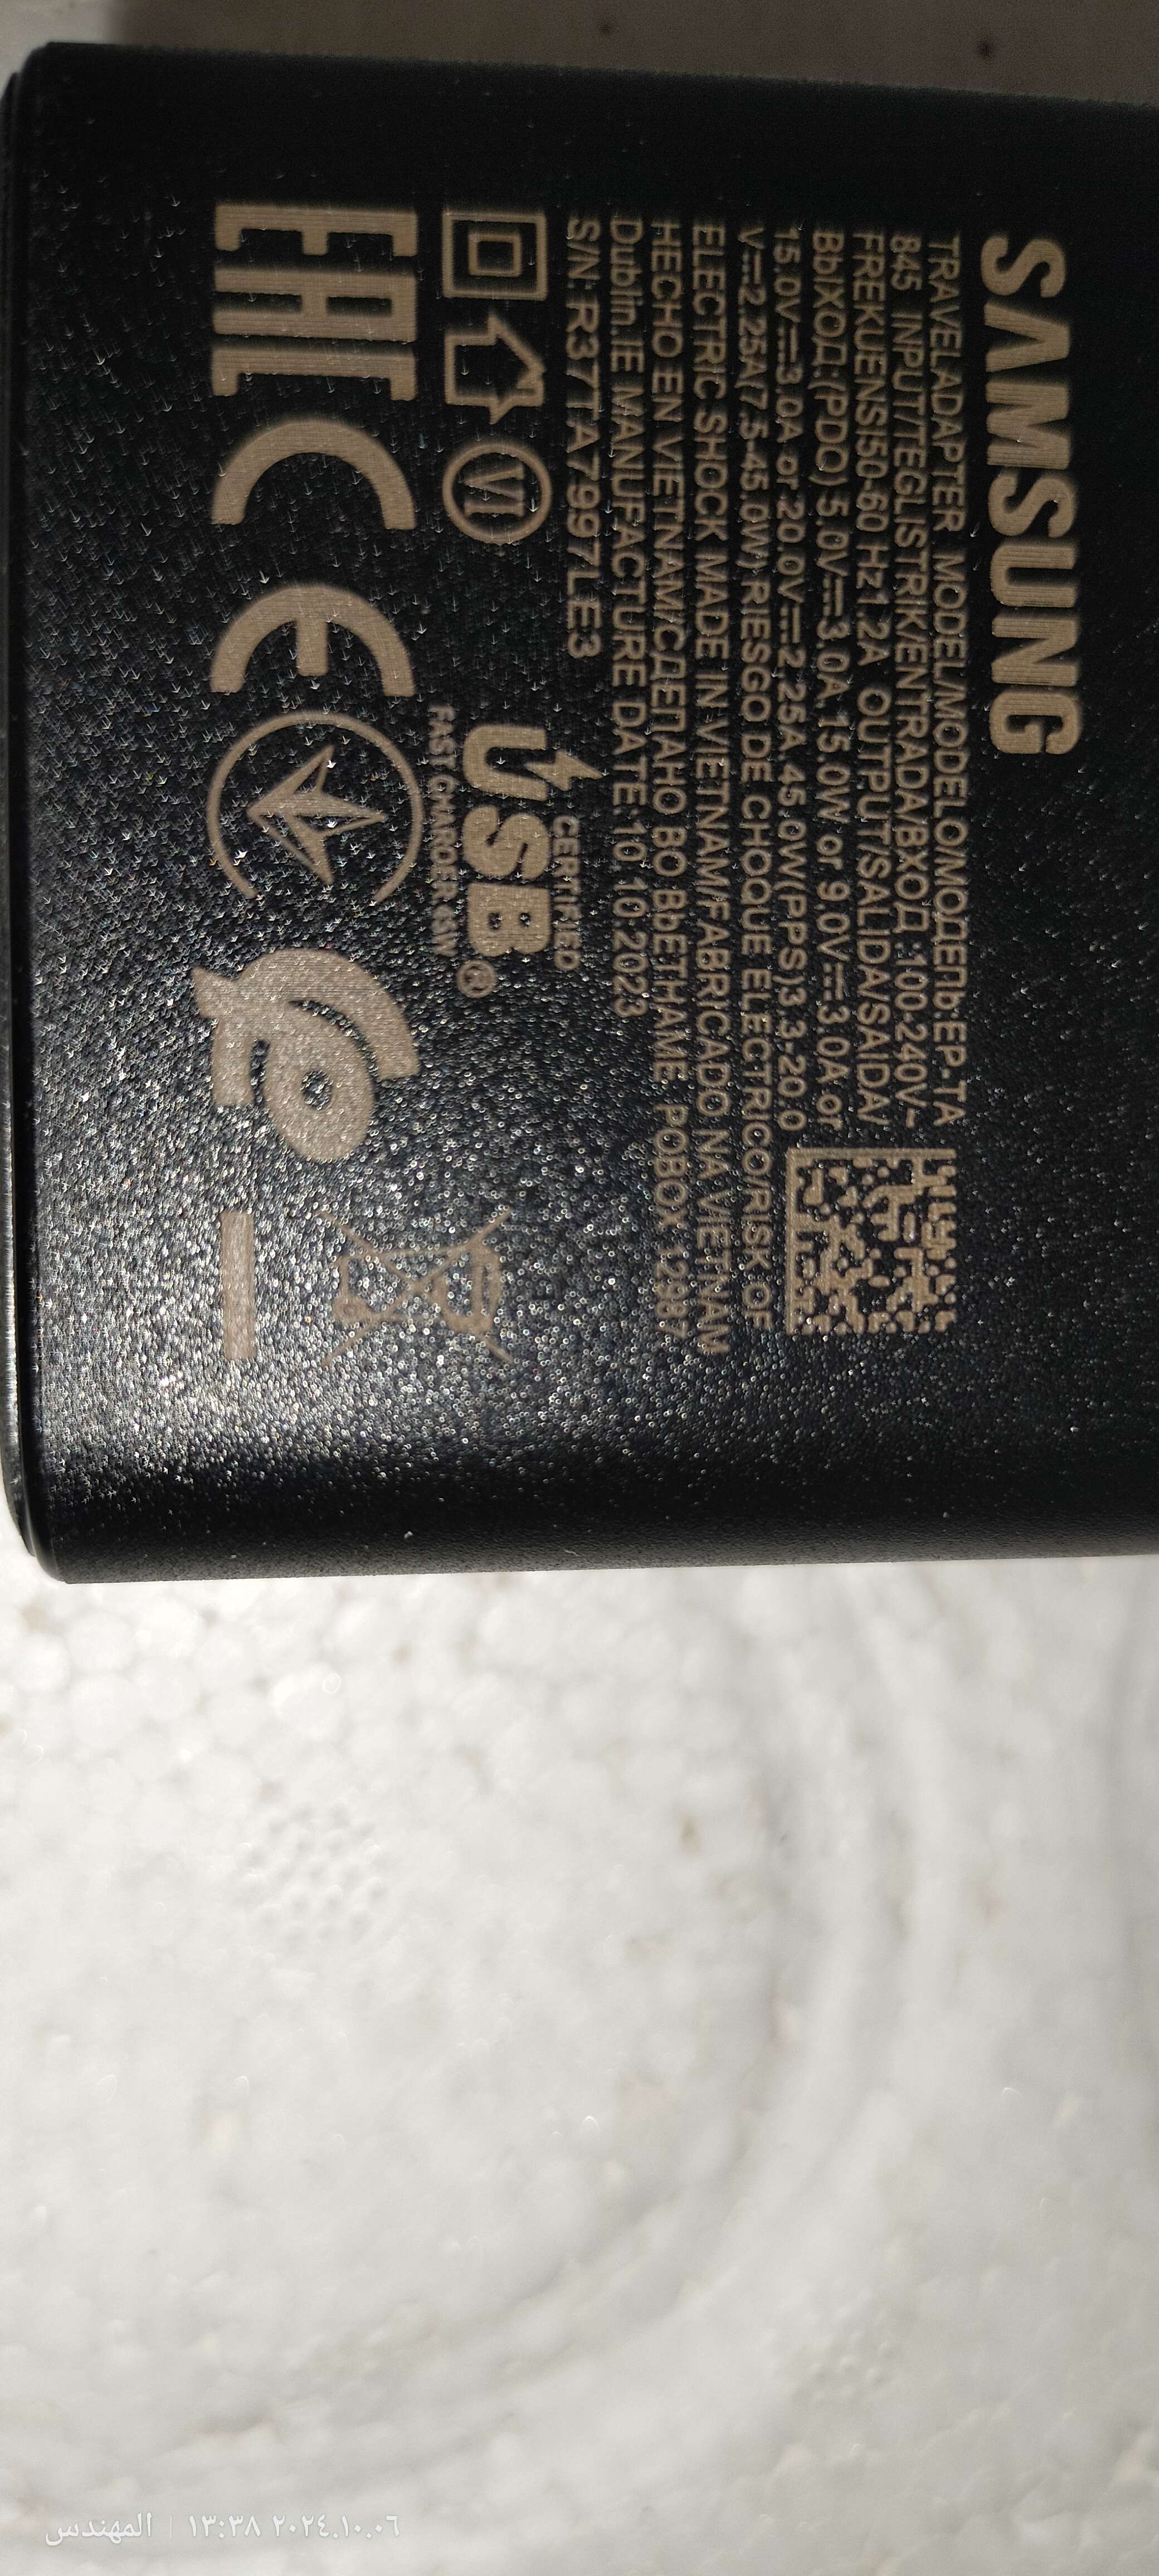 SAMSUNG
TRAVEL ADAPTER MODEL/MODELO/МОДЕЛЬ:EP-TA
845 INPUT/TEGLISTRIK/ENTRADA/ВХОД :100-240V~
FREKUENSI50-60 Hz1.2A OUTPUT/SALIDA/SAIDA/
ВЫХОД:(PDO) 5.0V⎓3.0A, 15.0W or 9.0V⎓3.0A or
15.0V⎓3.0A or 20.0V⎓2.25A, 45.0W(PPS)3.3-20.0
V⎓2.25A(7.5-45.0W) RIESGO DE CHOQUE ELECTRICO/RISK OF
ELECTRIC SHOCK MADE IN VIETNAM/FABRICADO NA VIETNAM
HECHO EN VIETNAM/СДЕЛАНО ВО ВЬЕТНАМЕ POBOX 12987
Dublin.IE MANUFACTURE DATE 10.10.2023
S/N: R37TA7997LE3
VI
CERTIFIED
USB®
FAST CHARGER 45W
EAC CE
المهندس | ٢٠٢٤.١٠.٠٦ ١٣:٣٨